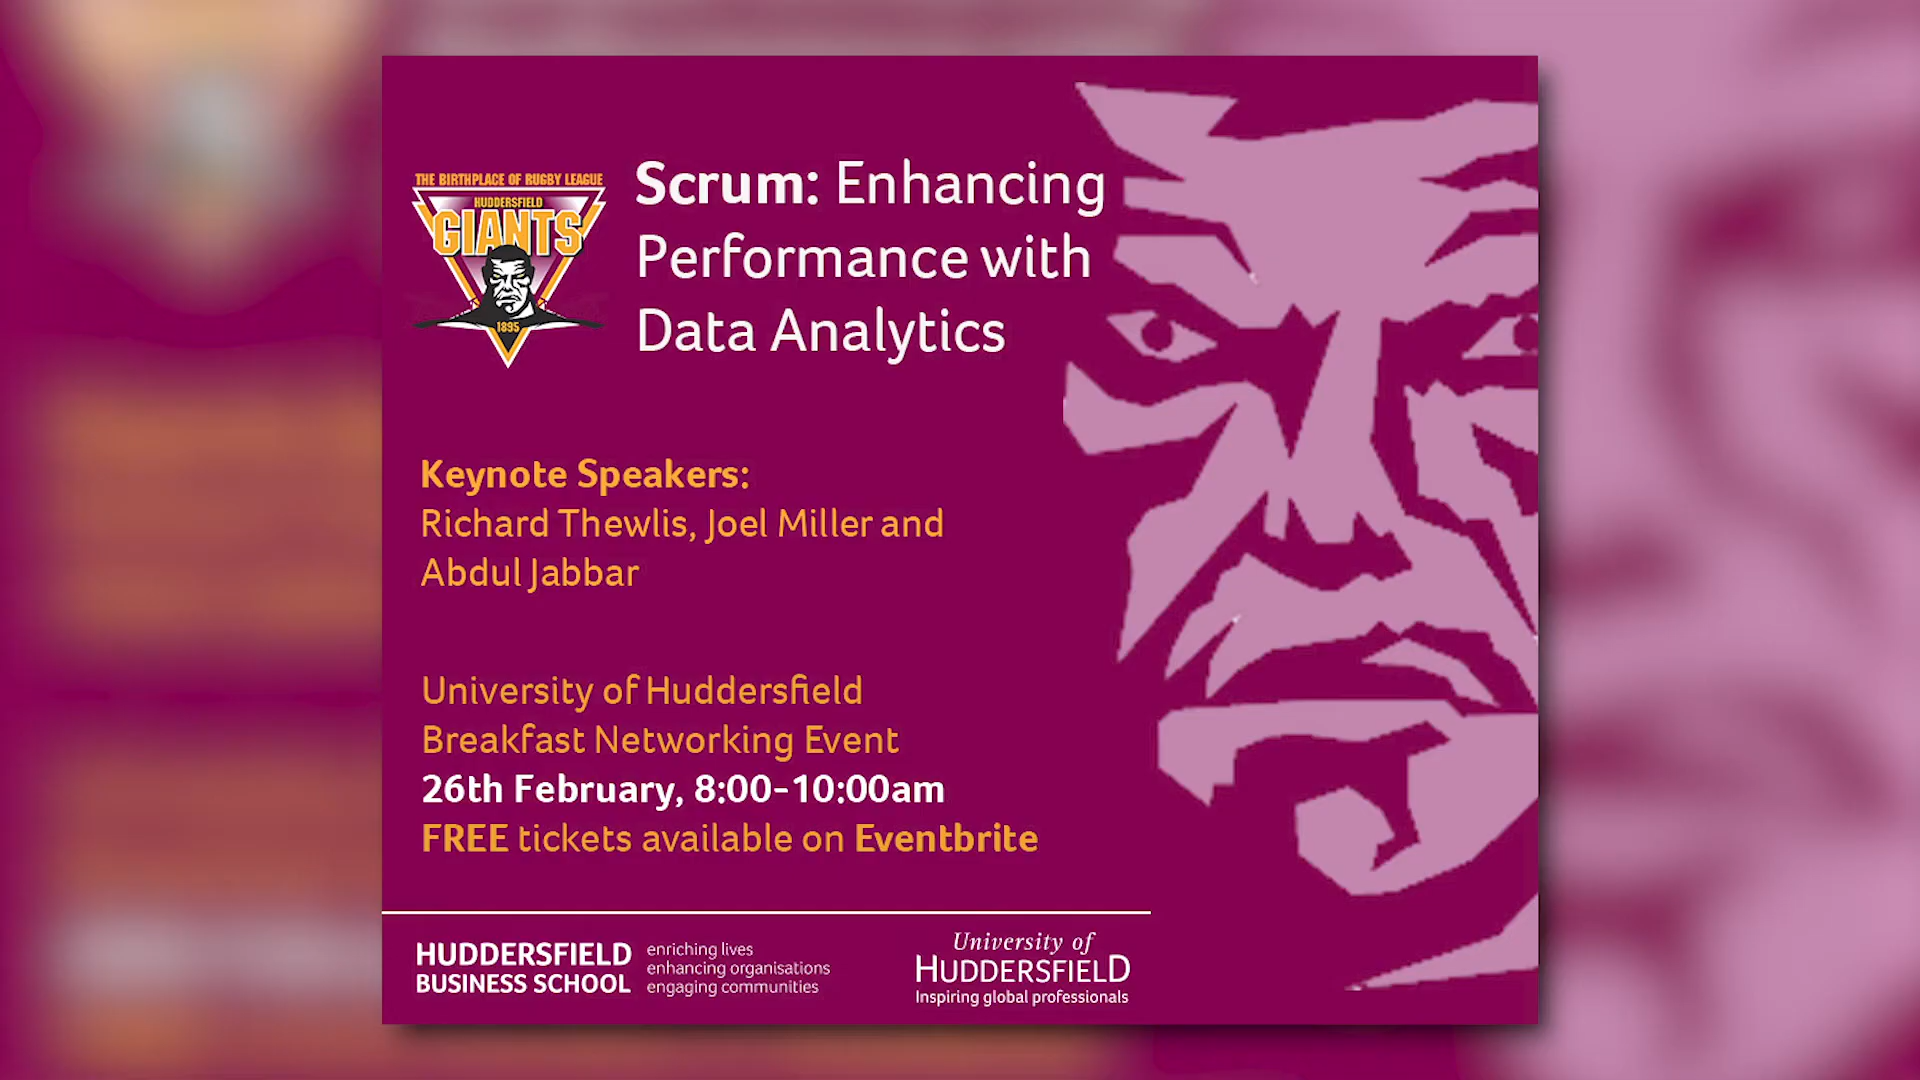 THE BIRTHPLACE OF RUGBY LEAGUE
HUDDERSFIELD
GIANTS
1895
Scrum: Enhancing
Performance with
Data Analytics
Keynote Speakers:
Richard Thewlis, Joel Miller and
Abdul Jabbar
University of Huddersfield
Breakfast Networking Event
26th February, 8:00-10:00am
FREE tickets available on Eventbrite
HUDDERSFIELD
BUSINESS SCHOOL
enriching lives
enhancing organisations
engaging communities
University of
HUDDERSFIELD
Inspiring global professionals